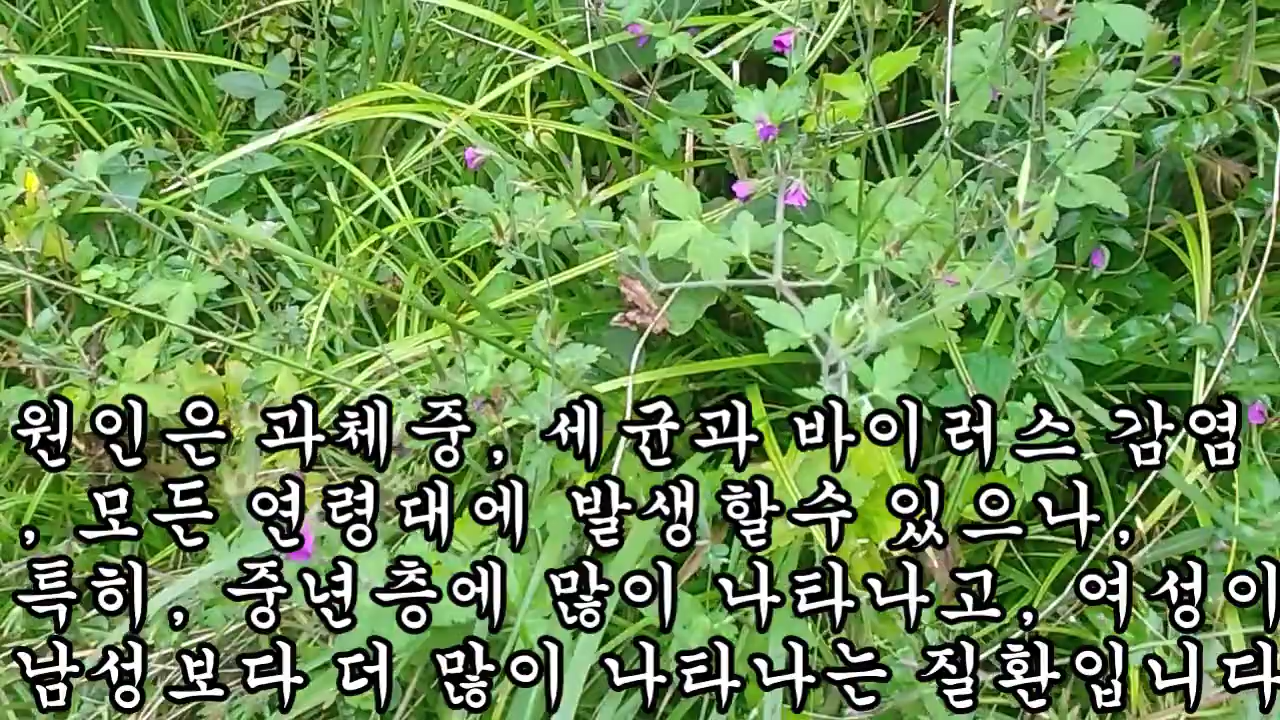 원인은 과체중, 세균과 바이러스 감염
, 모든 연령대에 발생할수 있으나,
특히, 중년층에 많이 나타나고, 여성이
남성보다 더 많이 나타나는 질환입니다